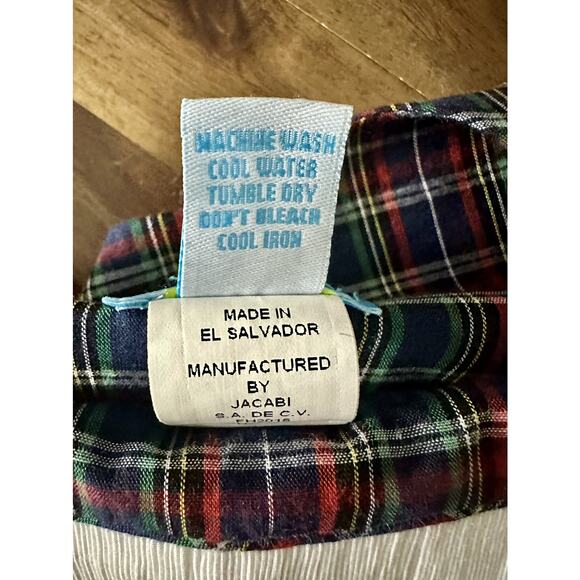 MACHINE WASH
COOL WATER
TUMBLE DRY
DON'T BLEACH
COOL IRON
MADE IN
EL SALVADOR
MANUFACTURED
BY
JACABI
S.A. DE C.V.